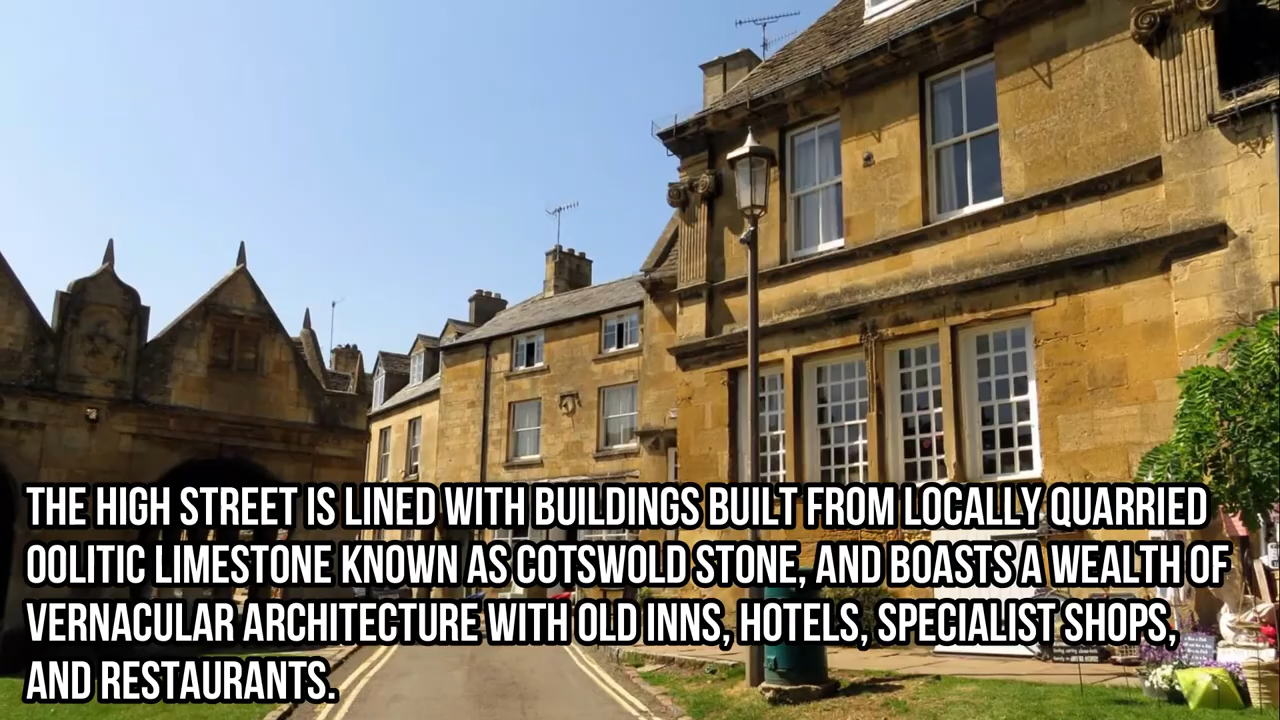 THE HIGH STREET IS LINED WITH BUILDINGS BUILT FROM LOCALLY QUARRIED
OOLITIC LIMESTONE KNOWN AS COTSWOLD STONE, AND BOASTS A WEALTH OF
VERNACULAR ARCHITECTURE WITH OLD INNS, HOTELS, SPECIALIST SHOPS,
AND RESTAURANTS.